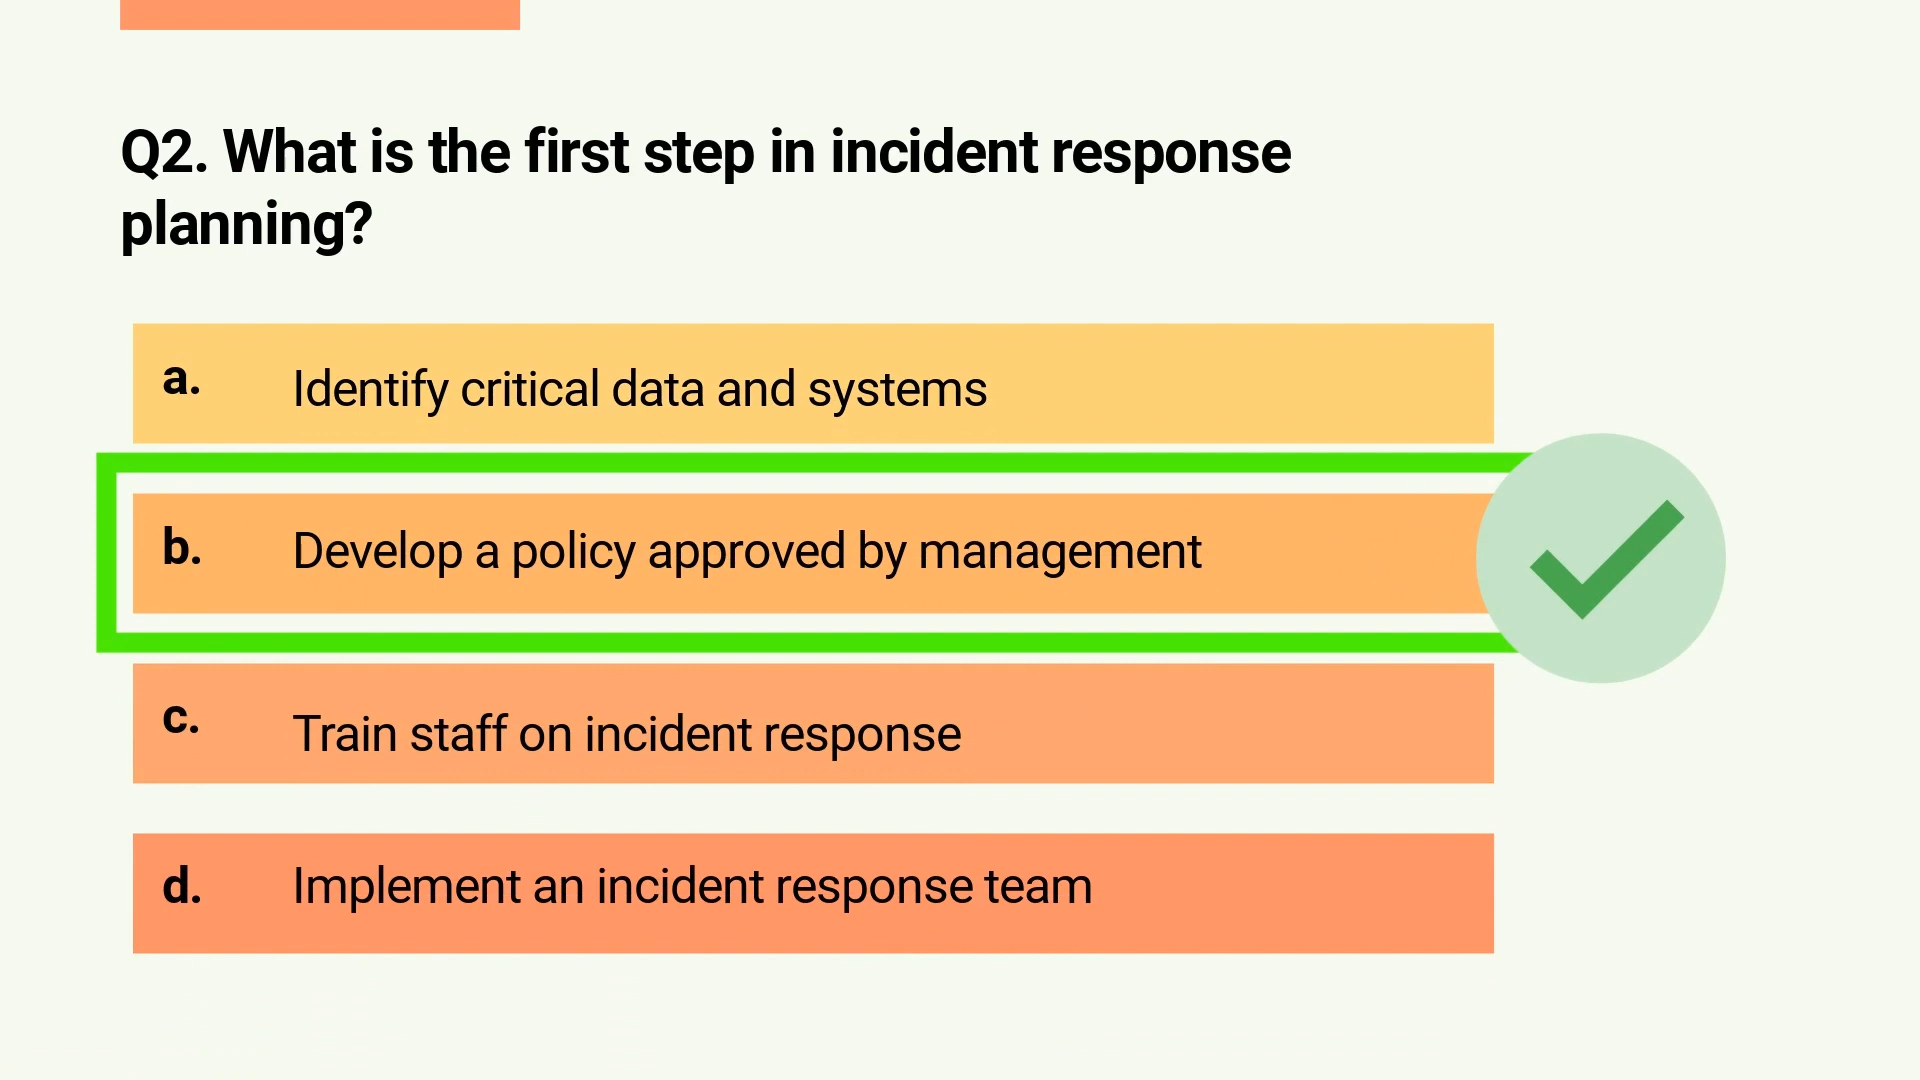 Q2. What is the first step in incident response
planning?
a. Identify critical data and systems
b. Develop a policy approved by management
c. Train staff on incident response
d. Implement an incident response team